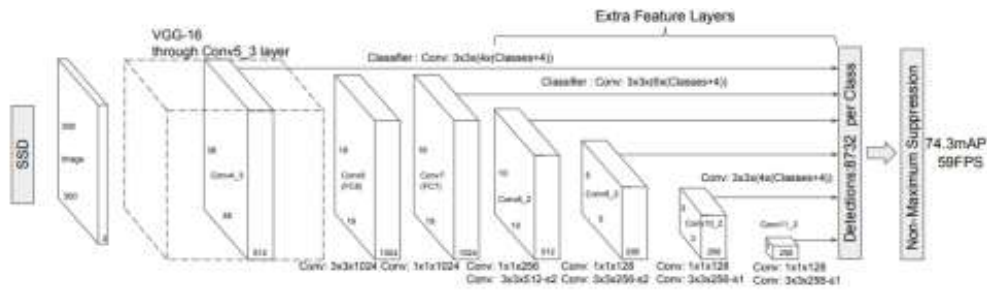 Extra Feature Layers
VGG-16
through Conv5_3 layer
Classifier : Conv: 3x3x(4x(Classes+4))
Classifier : Conv: 3x3x(6x(Classes+4))
SSD
300
Image
300
3
38
Conv4_3
38
512
19
Conv6
(FC6)
19
1024
19
Conv7
(FC7)
19
1024
10
Conv8_2
10
512
5
Conv9_2
5
256
Conv: 3x3x(4x(Classes+4))
3
Conv10_2
3
256
Conv11_2
256
Detections:8732 per Class
Non-Maximum Suppression
74.3mAP
59FPS
Conv: 3x3x1024
Conv: 1x1x1024
Conv: 1x1x256
Conv: 3x3x512-s2
Conv: 1x1x128
Conv: 3x3x256-s2
Conv: 1x1x128
Conv: 3x3x256-s1
Conv: 1x1x128
Conv: 3x3x256-s1